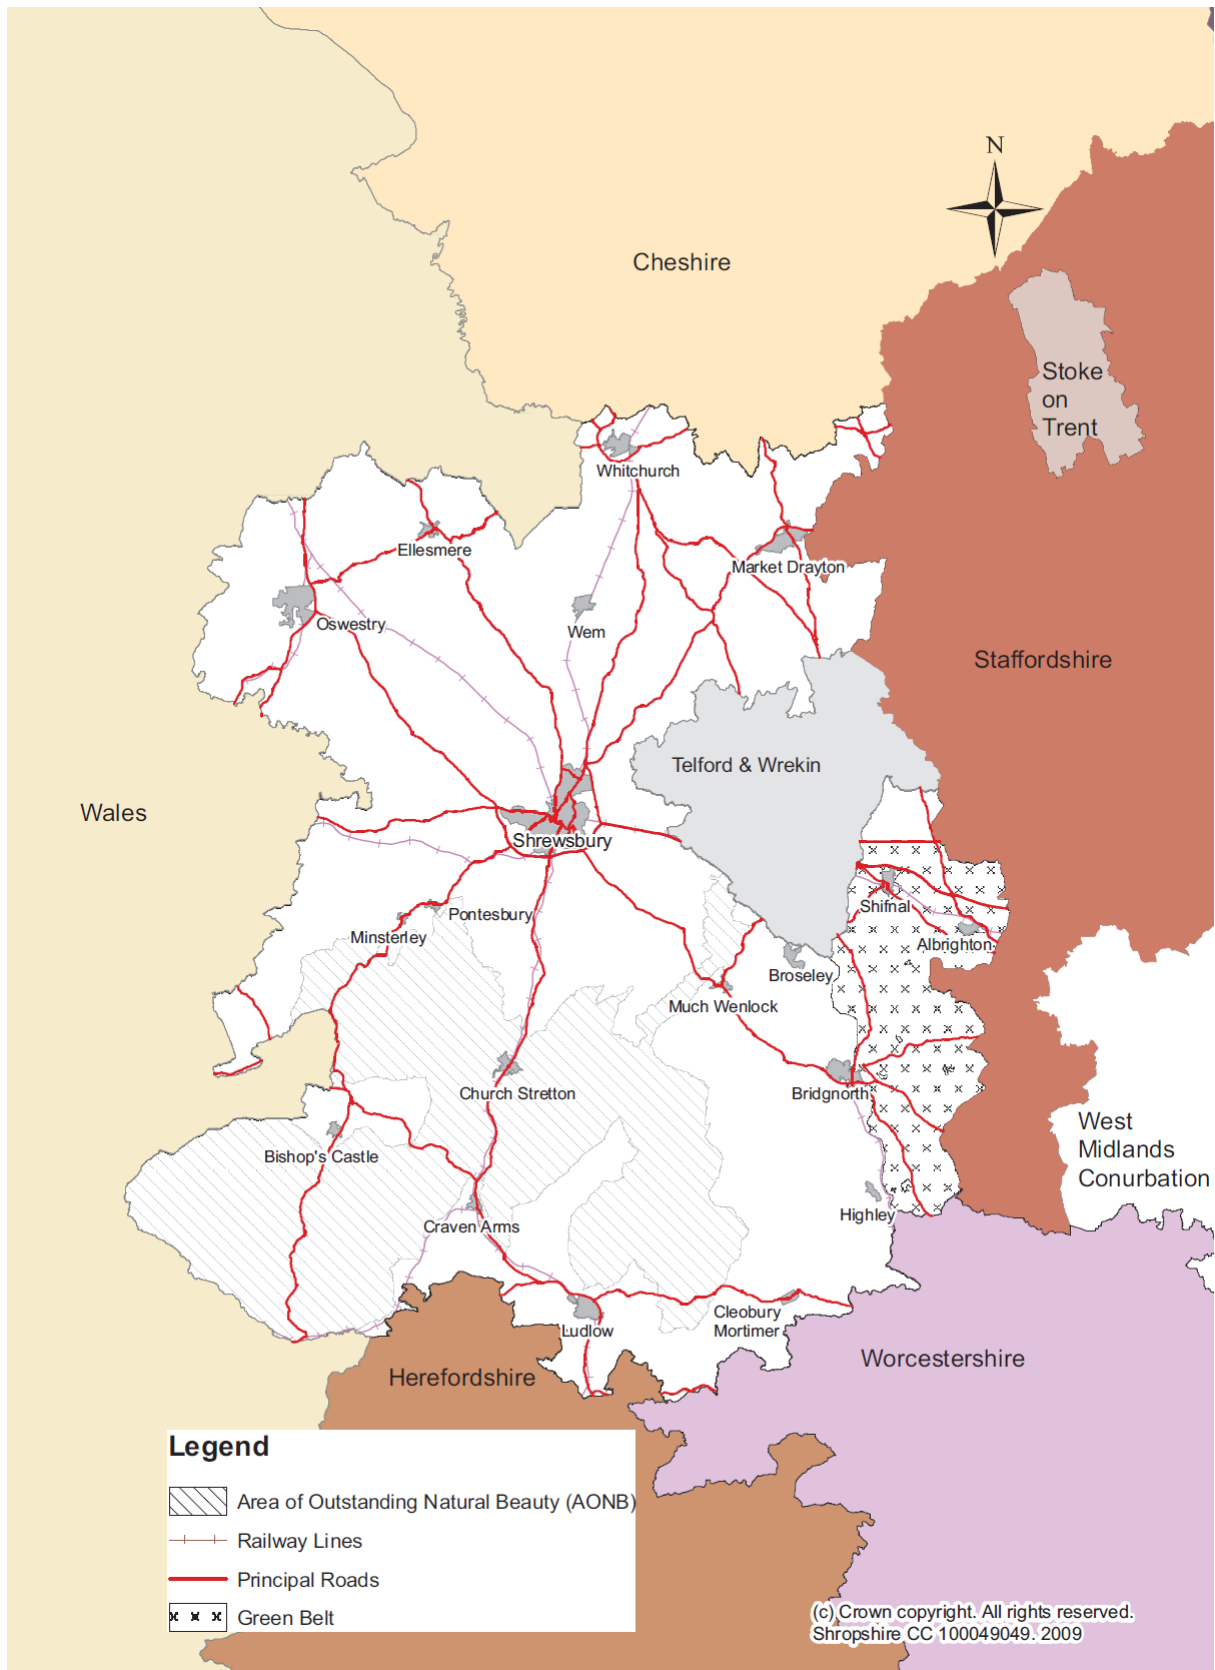 N
Cheshire
Stoke
on
Trent
Whitchurch
Ellesmere
Market Drayton
Oswestry
Wem
Staffordshire
Telford & Wrekin
Wales
Shrewsbury
Shifnal
Pontesbury
Minsterley
Albrighton
Broseley
Much Wenlock
Church Stretton
Bridgnorth
West
Midlands
Conurbation
Bishop's Castle
Highley
Craven Arms
Cleobury
Mortimer
Ludlow
Worcestershire
Herefordshire
Legend
Area of Outstanding Natural Beauty (AONB)
Railway Lines
Principal Roads
Green Belt
(c) Crown copyright. All rights reserved.
Shropshire CC 100049049. 2009